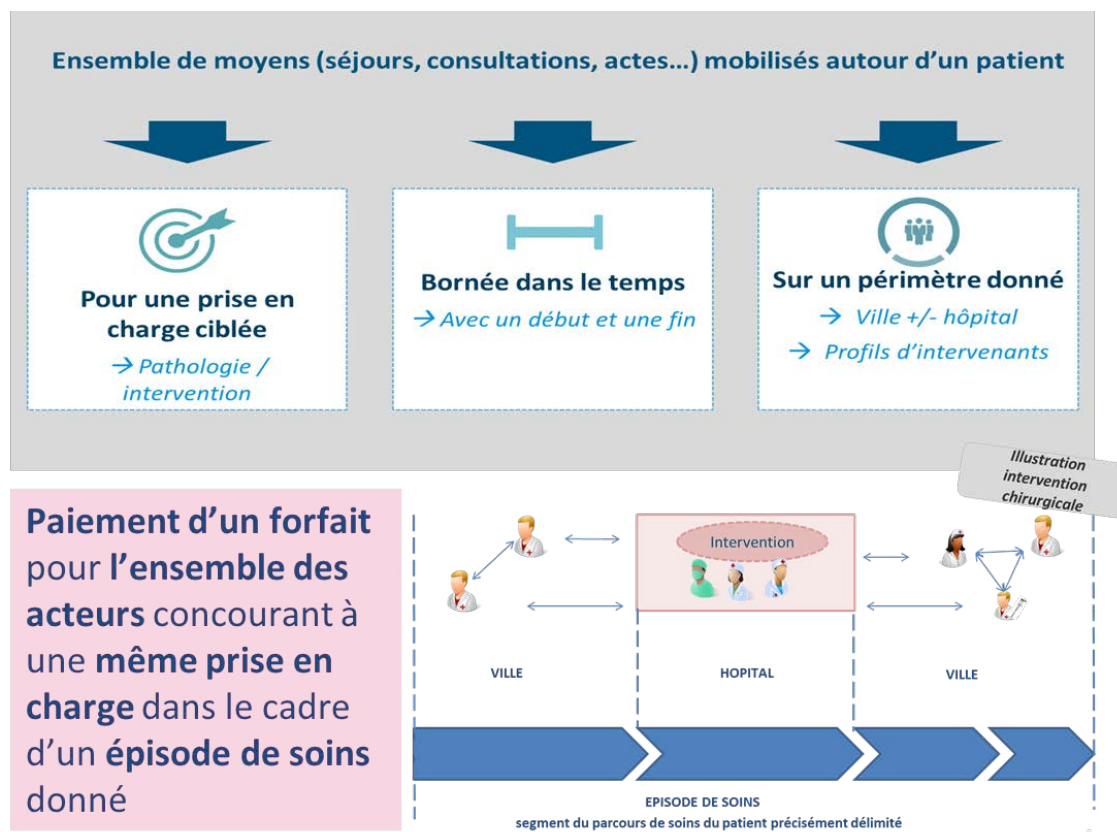 Ensemble de moyens (séjours, consultations, actes…) mobilisés autour d’un patient
Pour une prise en
charge ciblée
→ Pathologie /
intervention
Bornée dans le temps
→ Avec un début et une fin
Sur un périmètre donné
→ Ville +/- hôpital
→ Profils d’intervenants
Illustration
intervention
chirurgicale
Paiement d’un forfait
pour l’ensemble des
acteurs concourant à
une même prise en
charge dans le cadre
d’un épisode de soins
donné
Intervention
VILLE
HOPITAL
VILLE
EPISODE DE SOINS
segment du parcours de soins du patient précisément délimité